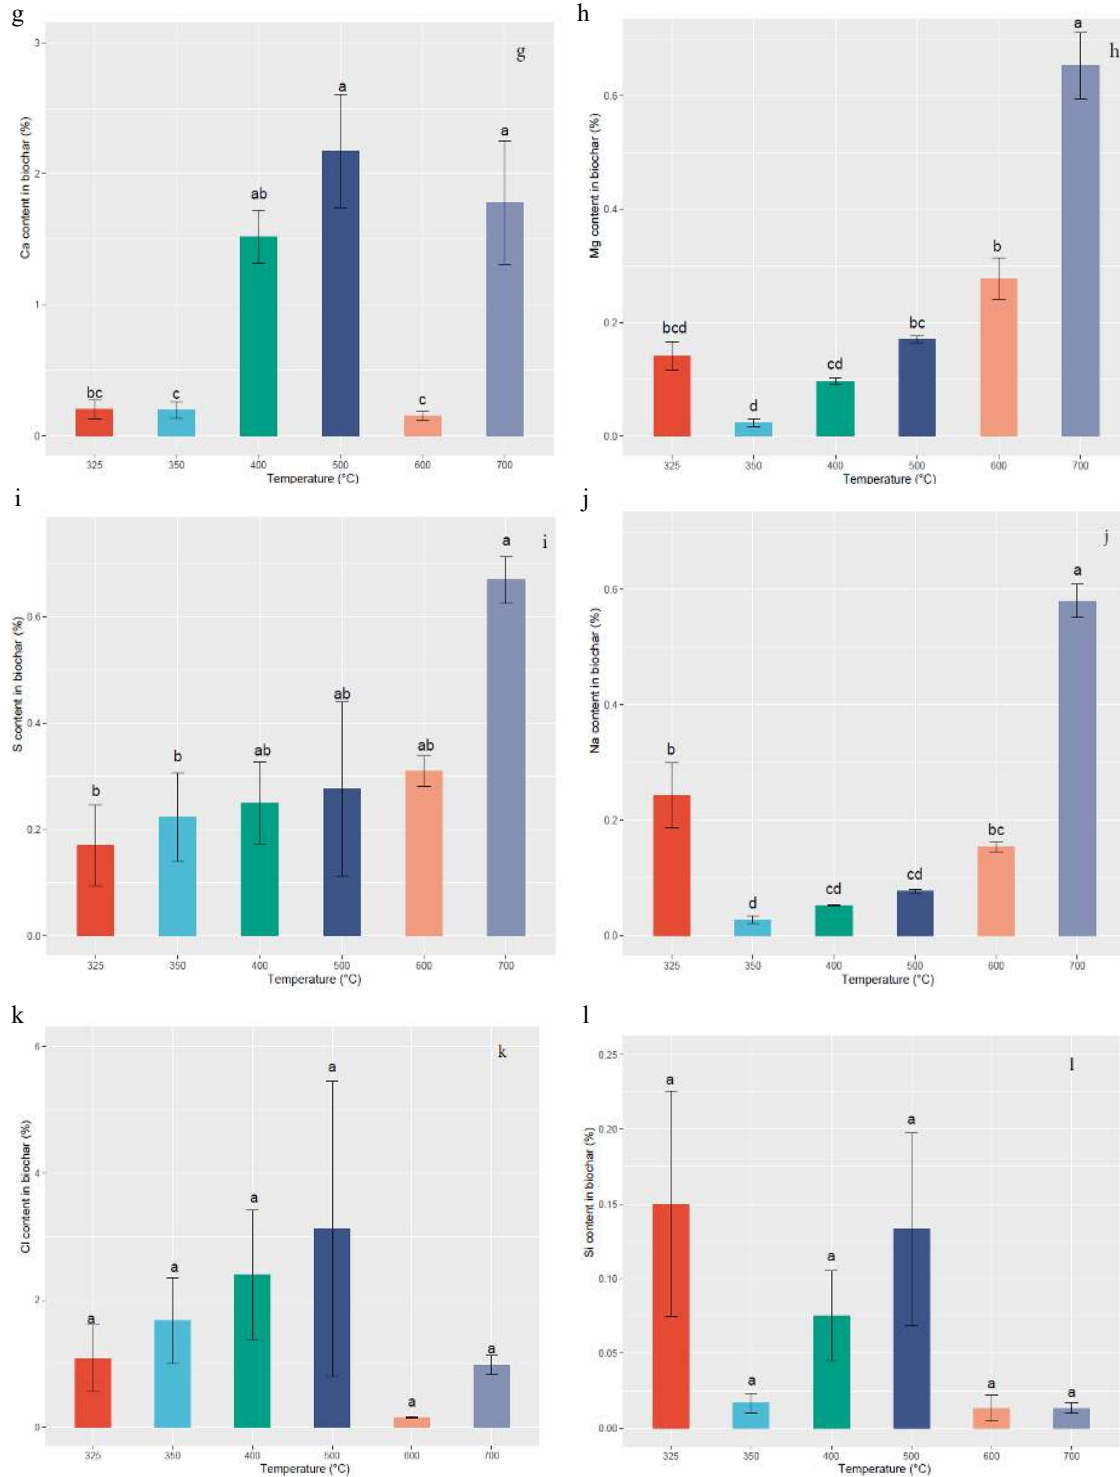 g
h
g
3
2
1
0
Ca content in biochar (%)
bc
c
ab
a
c
a
325 350 400 500 600 700
Temperature (°C)
h
0.6
0.4
0.2
0.0
Mg content in biochar (%)
bcd
d
cd
bc
b
a
325 350 400 500 600 700
Temperature (°C)
i
j
i
0.6
0.4
0.2
0.0
S content in biochar (%)
b
b
ab
ab
ab
a
325 350 400 500 600 700
Temperature (°C)
j
0.6
0.4
0.2
0.0
Na content in biochar (%)
b
d
cd
cd
bc
a
325 350 400 500 600 700
Temperature (°C)
k
l
k
6
4
2
0
Cl content in biochar (%)
a
a
a
a
a
a
325 350 400 500 600 700
Temperature (°C)
l
0.25
0.20
0.15
0.10
0.05
0.00
Si content in biochar (%)
a
a
a
a
a
a
325 350 400 500 600 700
Temperature (°C)